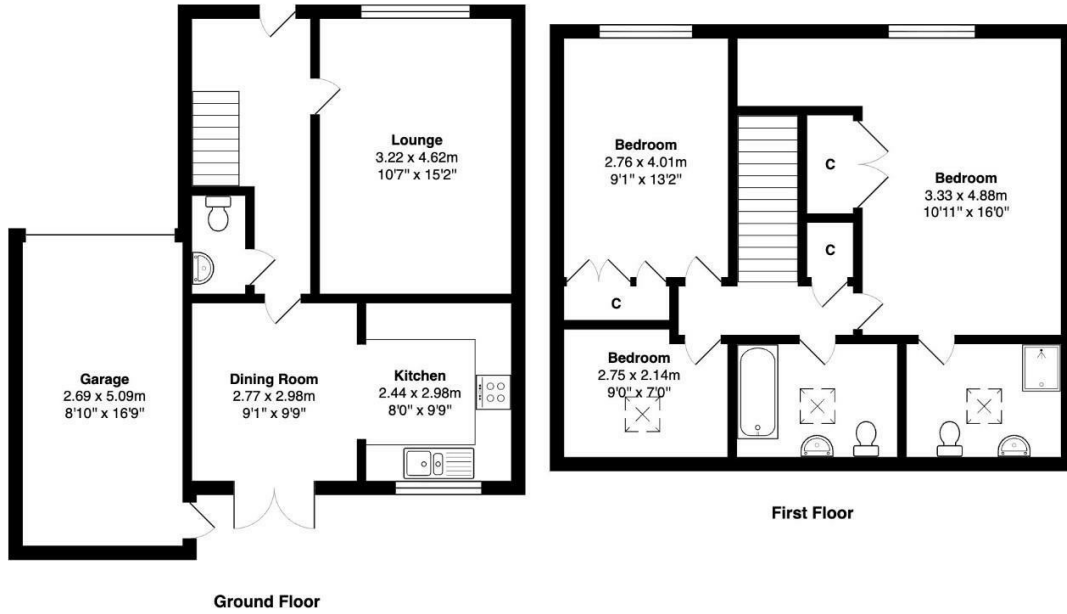 Lounge
3.22 x 4.62m
10'7" x 15'2"
Garage
2.69 x 5.09m
8'10" x 16'9"
Dining Room
2.77 x 2.98m
9'1" x 9'9"
Kitchen
2.44 x 2.98m
8'0" x 9'9"
Ground Floor
Bedroom
2.76 x 4.01m
9'1" x 13'2"
C
Bedroom
3.33 x 4.88m
10'11" x 16'0"
C
C
Bedroom
2.75 x 2.14m
9'0" x 7'0"
First Floor